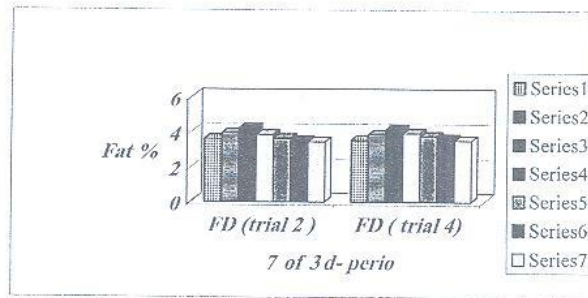 6
4
Fat %
2
0
FD (trial 2 )
FD ( trial 4)
7 of 3 d- perio
Series1
Series2
Series3
Series4
Series5
Series6
Series7